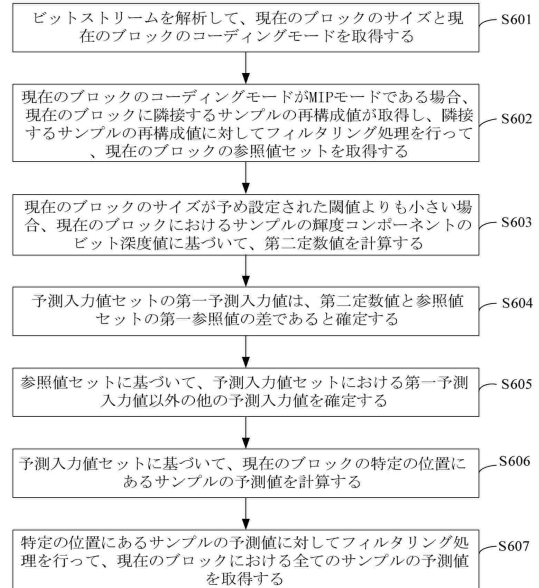 ビットストリームを解析して、現在のブロックのサイズと現
在のブロックのコーディングモードを取得する
S601
現在のブロックのコーディングモードがMIPモードである場合、
現在のブロックに隣接するサンプルの再構成値が取得し、隣接
するサンプルの再構成値に対してフィルタリング処理を行って
、現在のブロックの参照値セットを取得する
S602
現在のブロックのサイズが予め設定された閾値よりも小さい場
合、現在のブロックにおけるサンプルの輝度コンポーネントの
ビット深度値に基づいて、第二定数値を計算する
S603
予測入力値セットの第一予測入力値は、第二定数値と参照値
セットの第一参照値の差であると確定する
S604
参照値セットに基づいて、予測入力値セットにおける第一予測
入力値以外の他の予測入力値を確定する
S605
予測入力値セットに基づいて、現在のブロックの特定の位置に
あるサンプルの予測値を計算する
S606
特定の位置にあるサンプルの予測値に対してフィルタリング処
理を行って、現在のブロックにおける全てのサンプルの予測値
を取得する
S607